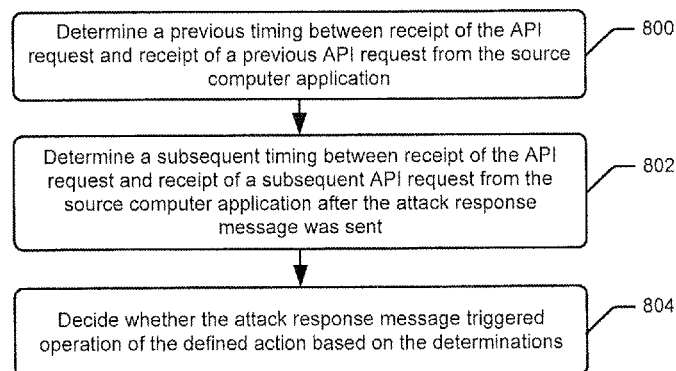 Determine a previous timing between receipt of the API
request and receipt of a previous API request from the source
computer application
800
Determine a subsequent timing between receipt of the API
request and receipt of a subsequent API request from the
source computer application after the attack response
message was sent
802
Decide whether the attack response message triggered
operation of the defined action based on the determinations
804